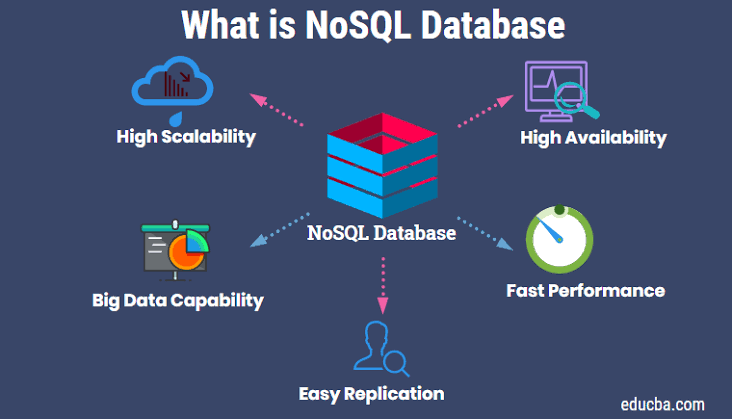 What is NoSQL Database
High Scalability
High Availability
NoSQL Database
Big Data Capability
Fast Performance
Easy Replication
educba.com